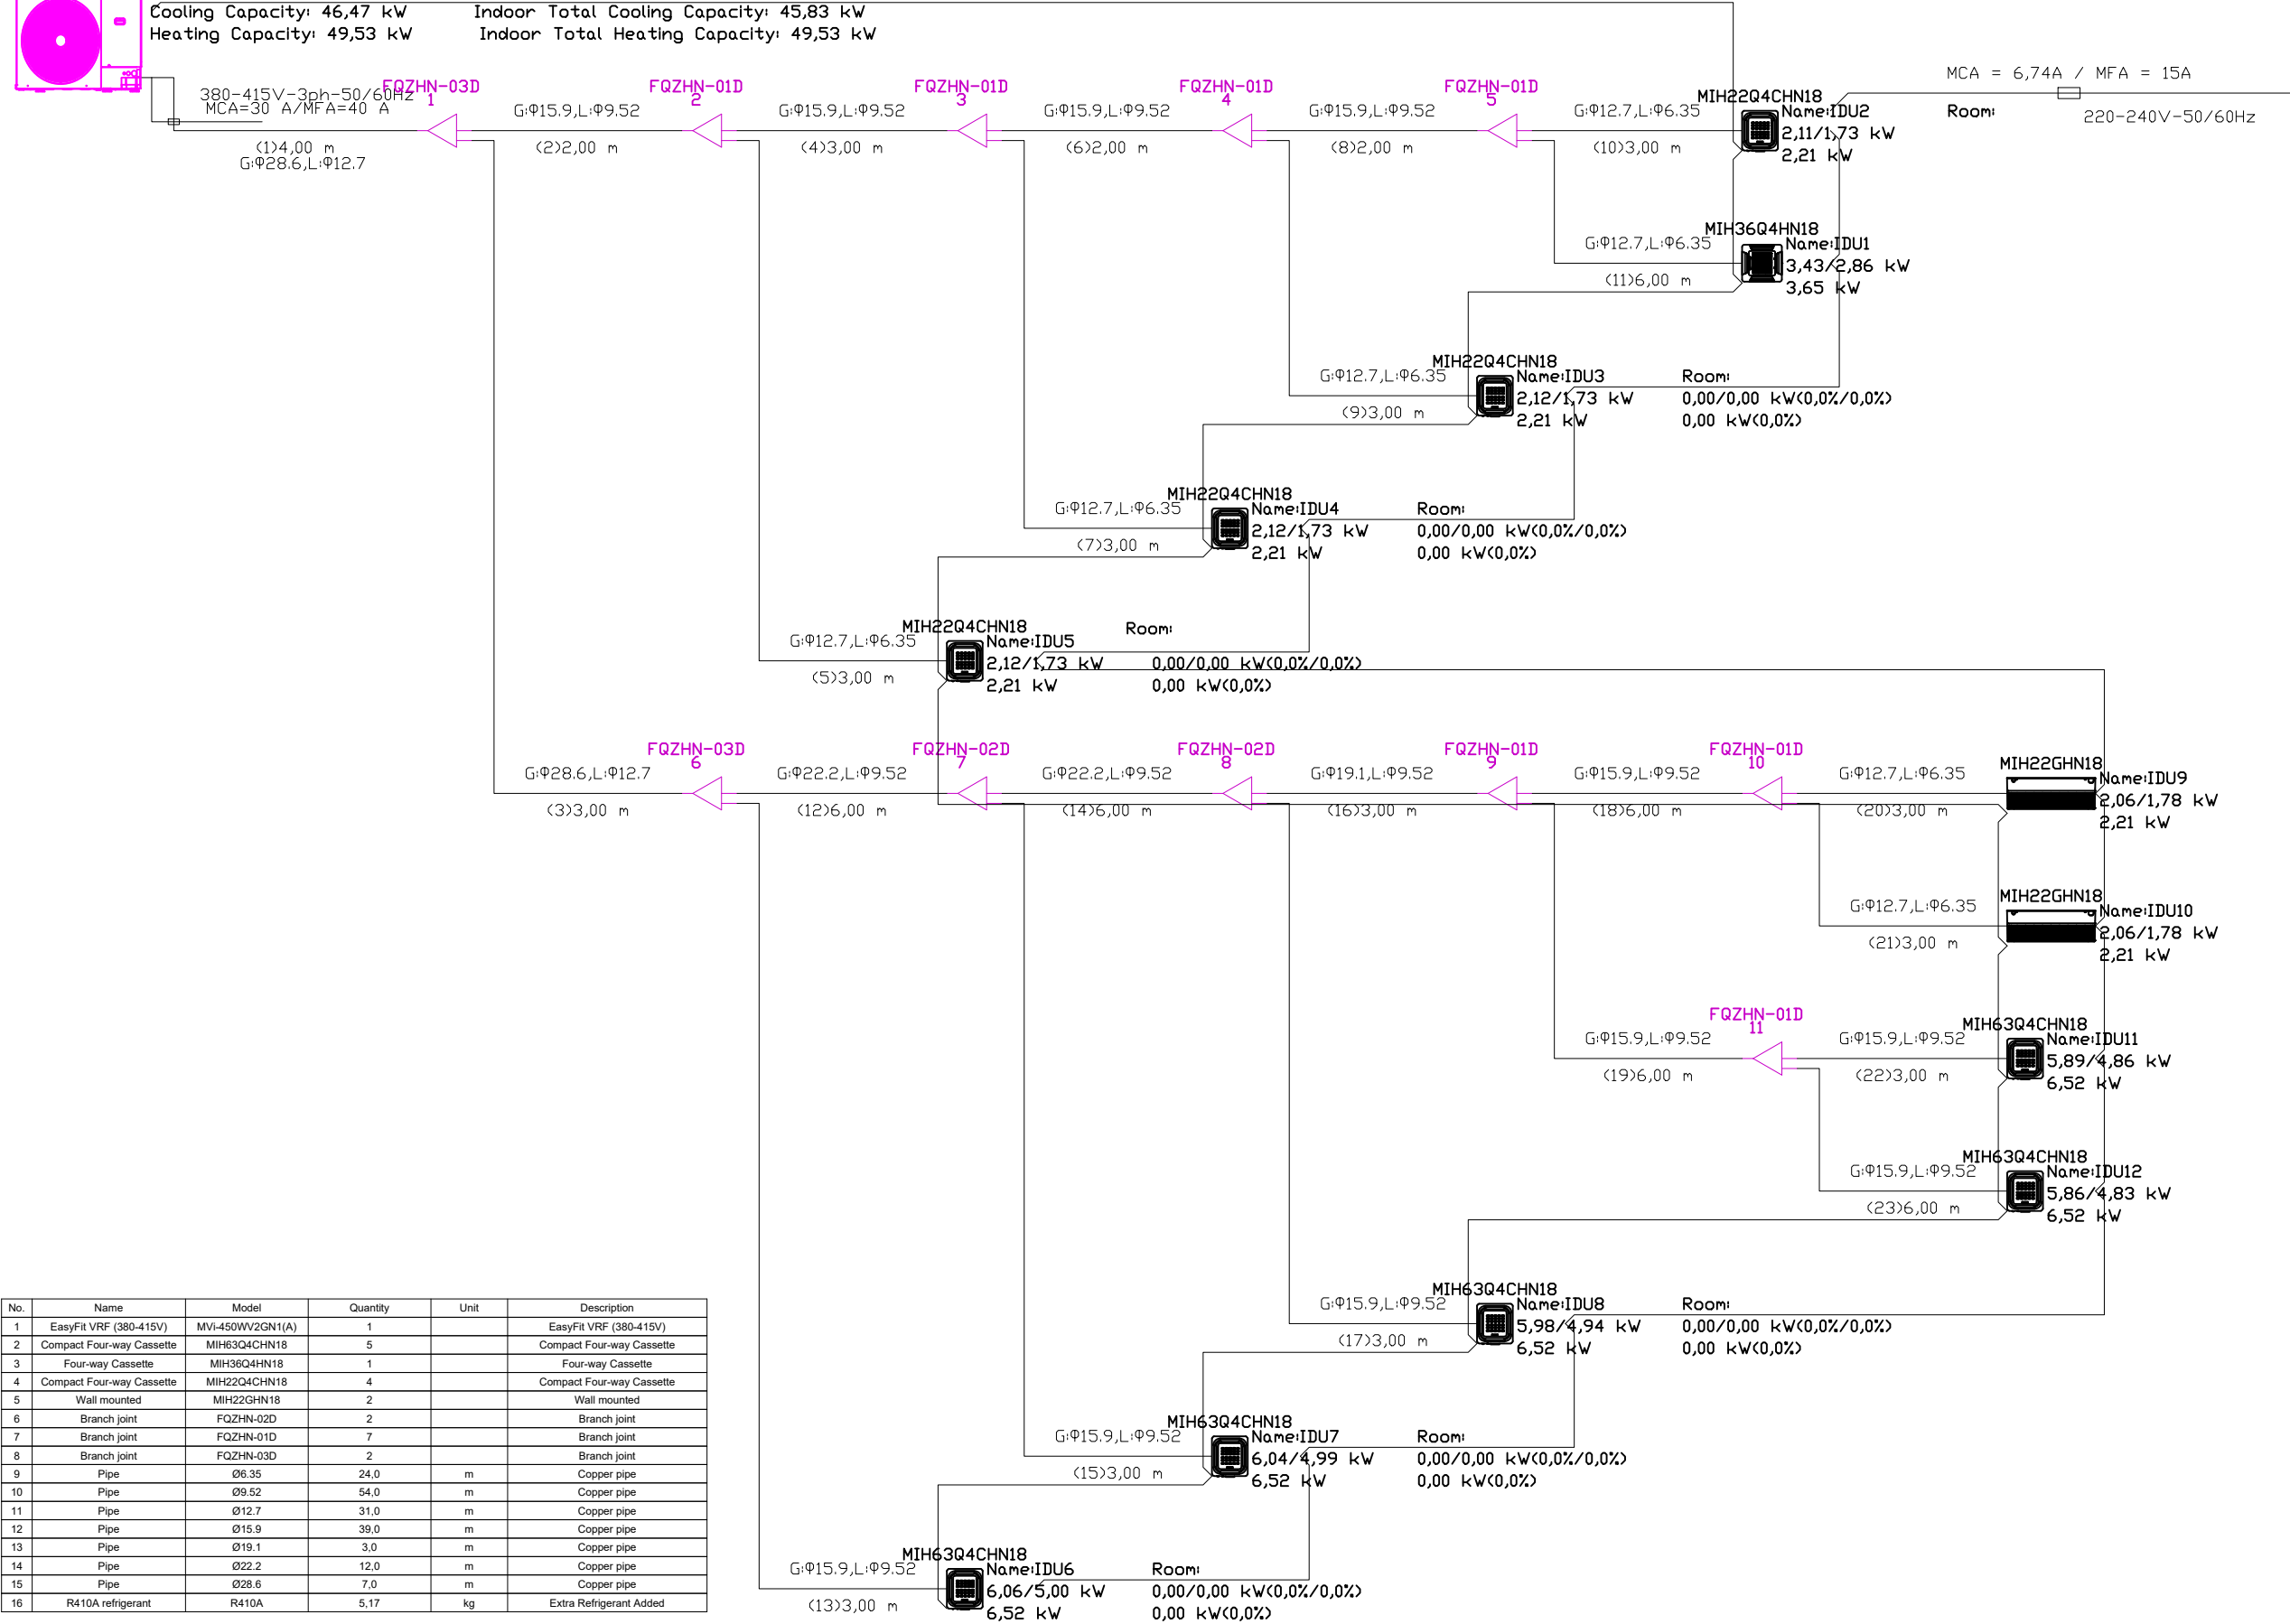 Cooling Capacity: 46,47 kW Indoor Total Cooling Capacity: 45,83 kW
Heating Capacity: 49,53 kW Indoor Total Heating Capacity: 49,53 kW
380-415V-3ph-50/60Hz
MCA=30 A/MFA=40 A
(1)4,00 m
G:Φ28.6,L:Φ12.7
FQZHN-03D
1
G:Φ15.9,L:Φ9.52
(2)2,00 m
FQZHN-01D
2
G:Φ15.9,L:Φ9.52
(4)3,00 m
FQZHN-01D
3
G:Φ15.9,L:Φ9.52
(6)2,00 m
FQZHN-01D
4
G:Φ15.9,L:Φ9.52
(8)2,00 m
FQZHN-01D
5
G:Φ12.7,L:Φ6.35
(10)3,00 m
MIH22Q4CHN18
Name:IDU2
2,11/1,73 kW
2,21 kW
Room:
MCA = 6,74A / MFA = 15A
220-240V-50/60Hz
G:Φ12.7,L:Φ6.35
(11)6,00 m
MIH36Q4HN18
Name:IDU1
3,43/2,86 kW
3,65 kW
G:Φ12.7,L:Φ6.35
(9)3,00 m
MIH22Q4CHN18
Name:IDU3
2,12/1,73 kW
2,21 kW
Room:
0,00/0,00 kW(0,0%/0,0%)
0,00 kW(0,0%)
G:Φ12.7,L:Φ6.35
(7)3,00 m
MIH22Q4CHN18
Name:IDU4
2,12/1,73 kW
2,21 kW
Room:
0,00/0,00 kW(0,0%/0,0%)
0,00 kW(0,0%)
G:Φ12.7,L:Φ6.35
(5)3,00 m
MIH22Q4CHN18
Name:IDU5
2,12/1,73 kW
2,21 kW
Room:
0,00/0,00 kW(0,0%/0,0%)
0,00 kW(0,0%)
G:Φ28.6,L:Φ12.7
(3)3,00 m
FQZHN-03D
6
G:Φ22.2,L:Φ9.52
(12)6,00 m
FQZHN-02D
7
G:Φ22.2,L:Φ9.52
(14)6,00 m
FQZHN-02D
8
G:Φ19.1,L:Φ9.52
(16)3,00 m
FQZHN-01D
9
G:Φ15.9,L:Φ9.52
(18)6,00 m
FQZHN-01D
10
G:Φ12.7,L:Φ6.35
(20)3,00 m
MIH22GHN18
Name:IDU9
2,06/1,78 kW
2,21 kW
G:Φ12.7,L:Φ6.35
(21)3,00 m
MIH22GHN18
Name:IDU10
2,06/1,78 kW
2,21 kW
G:Φ15.9,L:Φ9.52
(19)6,00 m
FQZHN-01D
11
G:Φ15.9,L:Φ9.52
(22)3,00 m
MIH63Q4CHN18
Name:IDU11
5,89/4,86 kW
6,52 kW
G:Φ15.9,L:Φ9.52
(23)6,00 m
MIH63Q4CHN18
Name:IDU12
5,86/4,83 kW
6,52 kW
G:Φ15.9,L:Φ9.52
(17)3,00 m
MIH63Q4CHN18
Name:IDU8
5,98/4,94 kW
6,52 kW
Room:
0,00/0,00 kW(0,0%/0,0%)
0,00 kW(0,0%)
G:Φ15.9,L:Φ9.52
(15)3,00 m
MIH63Q4CHN18
Name:IDU7
6,04/4,99 kW
6,52 kW
Room:
0,00/0,00 kW(0,0%/0,0%)
0,00 kW(0,0%)
G:Φ15.9,L:Φ9.52
(13)3,00 m
MIH63Q4CHN18
Name:IDU6
6,06/5,00 kW
6,52 kW
Room:
0,00/0,00 kW(0,0%/0,0%)
0,00 kW(0,0%)
No. Name Model Quantity Unit Description
1 EasyFit VRF (380-415V) MVi-450WV2GN1(A) 1 EasyFit VRF (380-415V)
2 Compact Four-way Cassette MIH63Q4CHN18 5 Compact Four-way Cassette
3 Four-way Cassette MIH36Q4HN18 1 Four-way Cassette
4 Compact Four-way Cassette MIH22Q4CHN18 4 Compact Four-way Cassette
5 Wall mounted MIH22GHN18 2 Wall mounted
6 Branch joint FQZHN-02D 2 Branch joint
7 Branch joint FQZHN-01D 7 Branch joint
8 Branch joint FQZHN-03D 2 Branch joint
9 Pipe Ø6.35 24,0 m Copper pipe
10 Pipe Ø9.52 54,0 m Copper pipe
11 Pipe Ø12.7 31,0 m Copper pipe
12 Pipe Ø15.9 39,0 m Copper pipe
13 Pipe Ø19.1 3,0 m Copper pipe
14 Pipe Ø22.2 12,0 m Copper pipe
15 Pipe Ø28.6 7,0 m Copper pipe
16 R410A refrigerant R410A 5,17 kg Extra Refrigerant Added